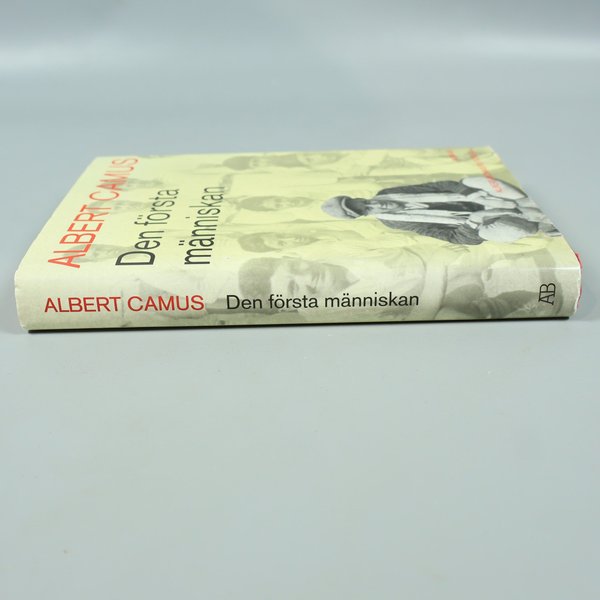 ALBERT CAMUS
Den första
människan
ALBERT CAMUS Den första människan AB